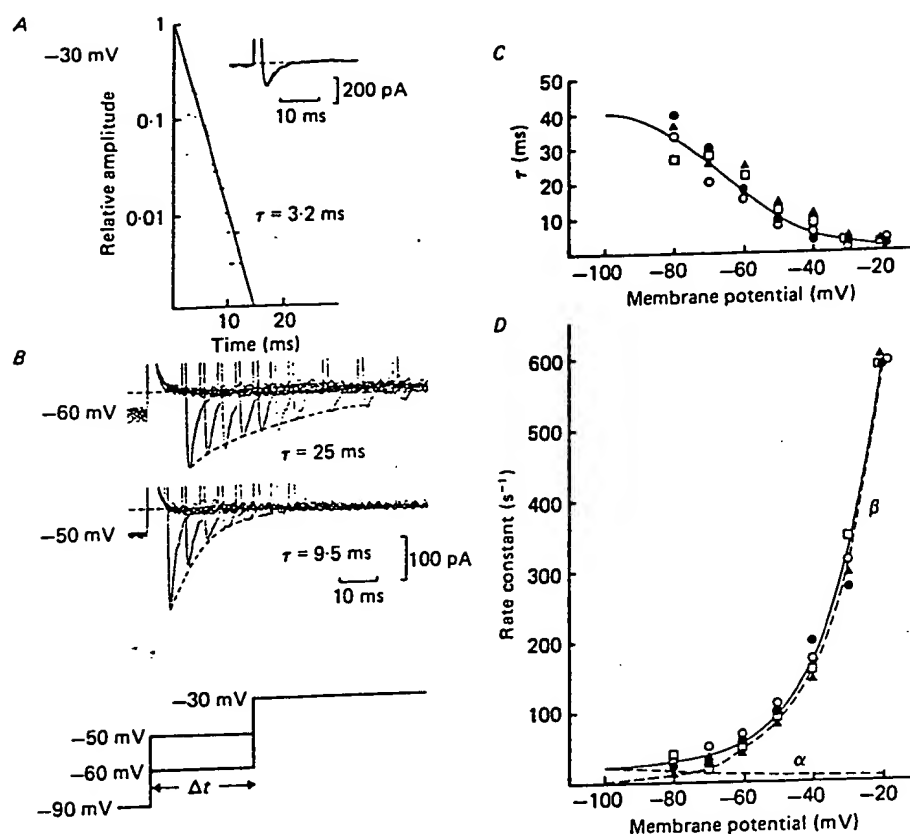 A
−30 mV
Relative amplitude
1
0·1
0·01
200 pA
10 ms
τ = 3·2 ms
10
20
Time (ms)
B
−60 mV
τ = 25 ms
−50 mV
τ = 9·5 ms
100 pA
10 ms
−30 mV
−50 mV
−60 mV
Δt
−90 mV
C
τ (ms)
50
40
30
20
10
−100
−80
−60
−40
−20
Membrane potential (mV)
D
Rate constant (s⁻¹)
600
500
400
300
200
100
β
α
−100
−80
−60
−40
−20
Membrane potential (mV)